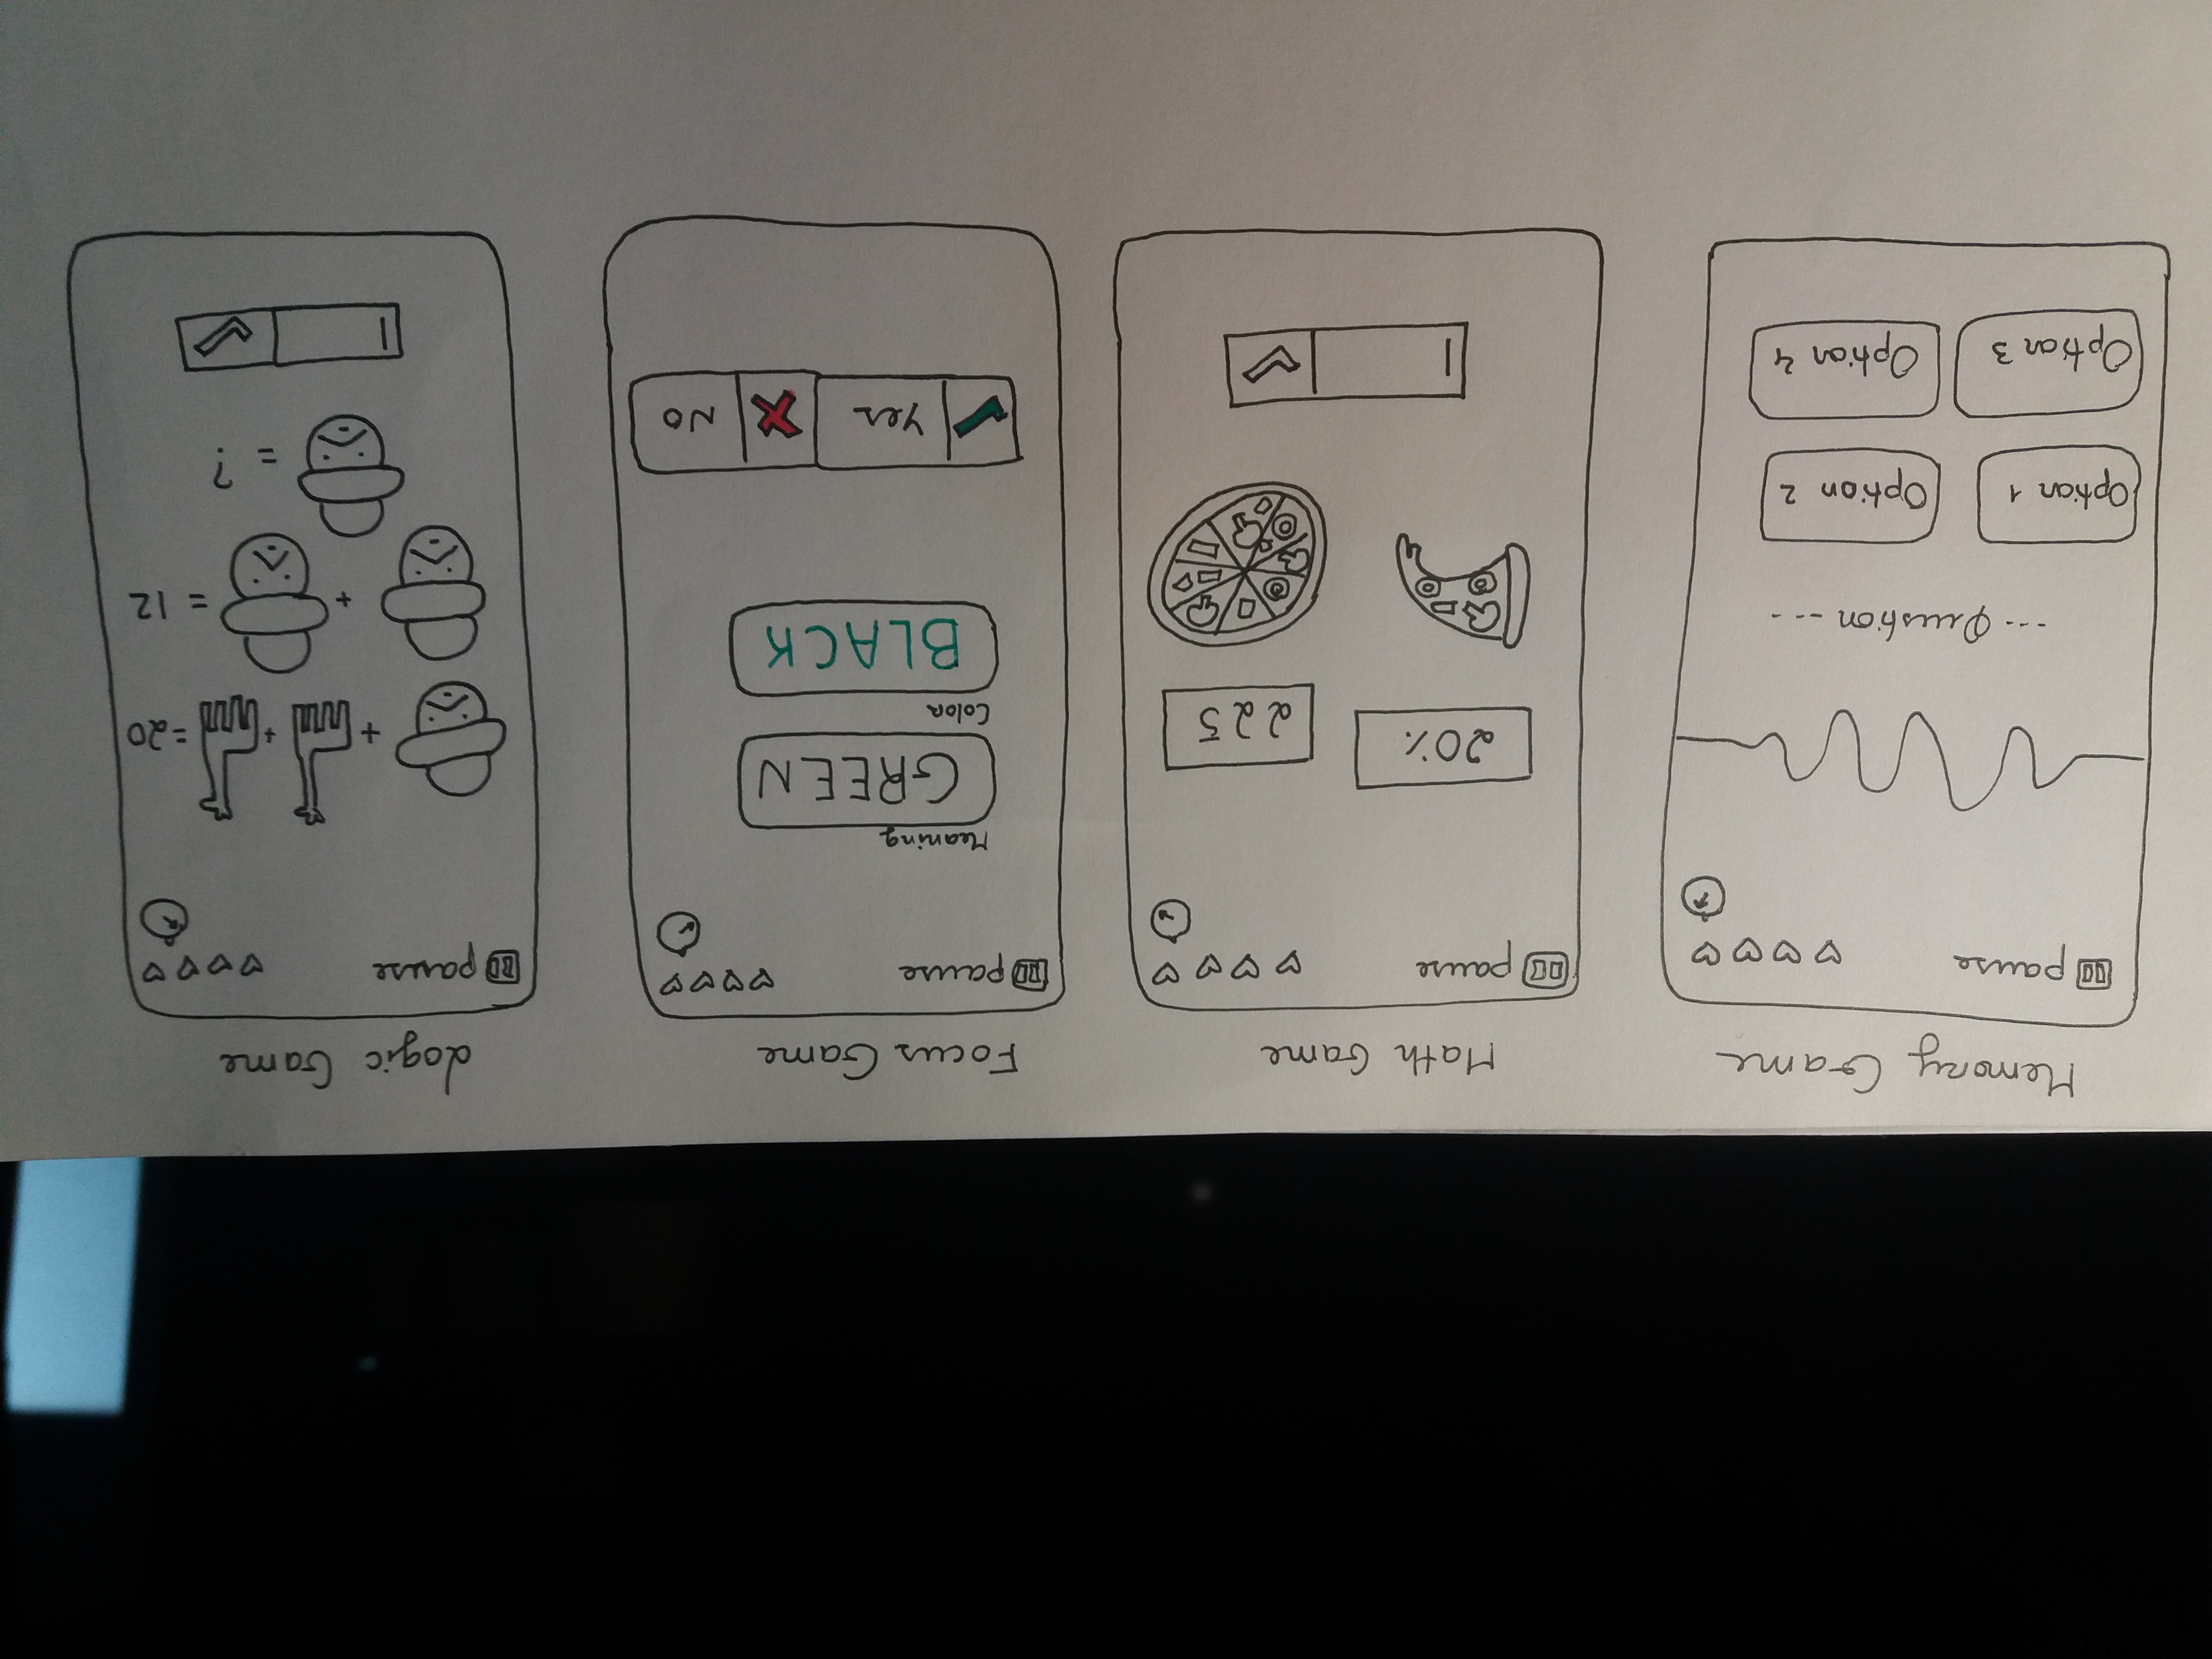 Memory Game
pause
--- Question ---
Option 1
Option 2
Option 3
Option 4
Math Game
pause
20%
225
Focus Game
pause
Meaning
GREEN
Color
BLACK
Yes
NO
Logic Game
pause
+ + =20
+ = 12
= ?